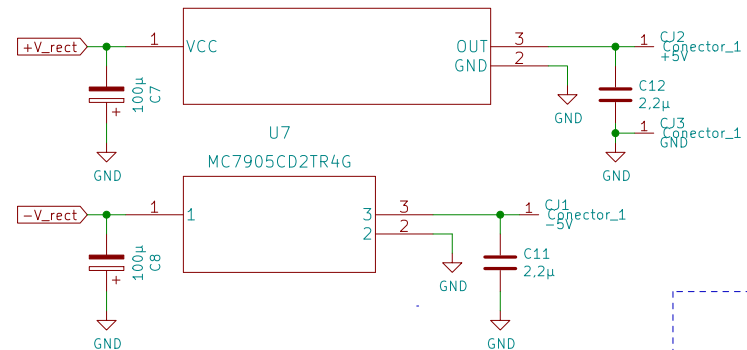 +V_rect
1
VCC
OUT
3
GND
2
1
CJ2
Conector_1
+5V
100µ
C7
+
GND
GND
C12
2,2µ
1
CJ3
Conector_1
GND
GND
U7
MC7905CD2TR4G
-V_rect
1
1
3
3
2
2
1
CJ1
Conector_1
-5V
100µ
C8
+
GND
GND
C11
2,2µ
GND